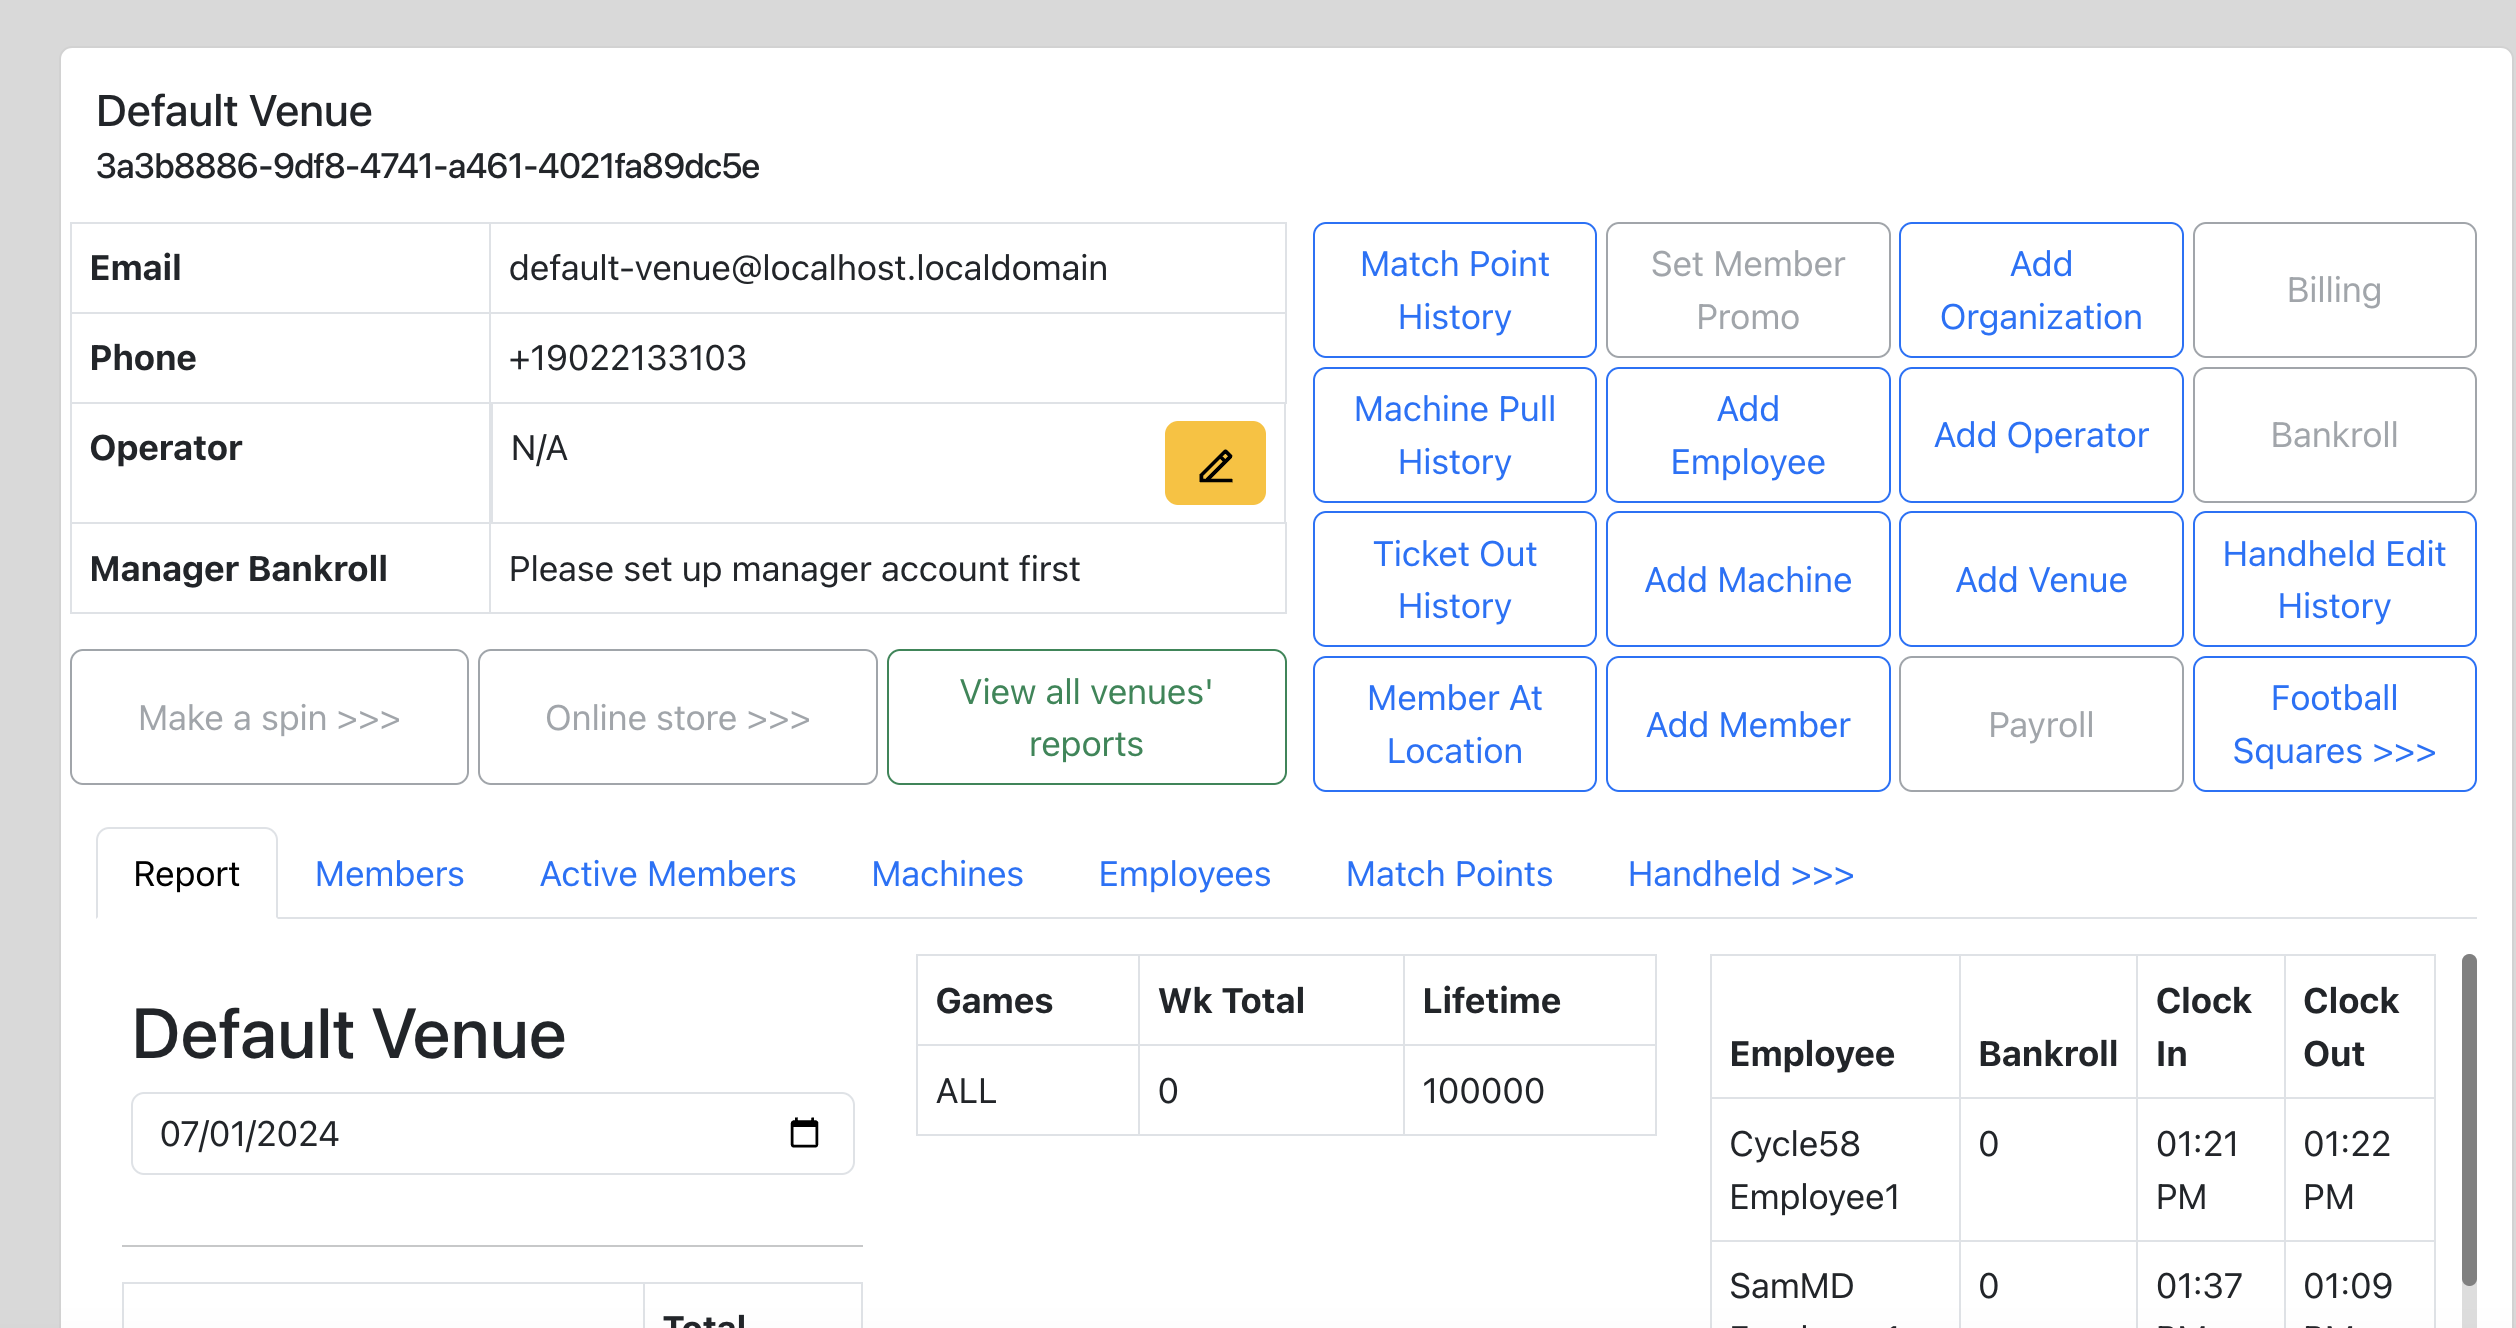 Default Venue
3a3b8886-9df8-4741-a461-4021fa89dc5e
Email default-venue@localhost.localdomain
Phone +19022133103
Operator N/A
Manager Bankroll Please set up manager account first
Make a spin >>>
Online store >>>
View all venues'
reports
Match Point
History
Set Member
Promo
Add
Organization
Billing
Machine Pull
History
Add
Employee
Add Operator
Bankroll
Ticket Out
History
Add Machine
Add Venue
Handheld Edit
History
Member At
Location
Add Member
Payroll
Football
Squares >>>
Report Members Active Members Machines Employees Match Points Handheld >>>
Default Venue
07/01/2024
Total
Games Wk Total Lifetime
ALL 0 100000
Employee Bankroll Clock In Clock Out
Cycle58 0 01:21 01:22
Employee1 PM PM
SamMD 0 01:37 01:09